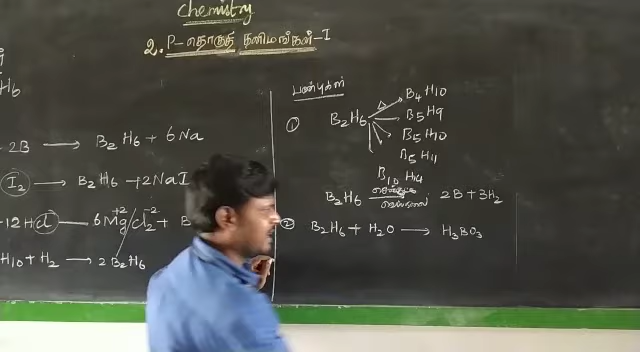 chemistry
2. P-தொகுதி தனிமங்கள்-I
H6
2B ⟶ B2H6 + 6Na
I2 ⟶ B2H6 + 2NaI
12HCl ⟶ 6MgCl2 + B
H10 + H2 ⟶ 2B2H6
பண்புகள்
① B2H6 Δ B4H10
B5H9
B5H10
B5H11
B10H14
B2H6 ⟶ 2B + 3H2
② B2H6 + H2O ⟶ H3BO3